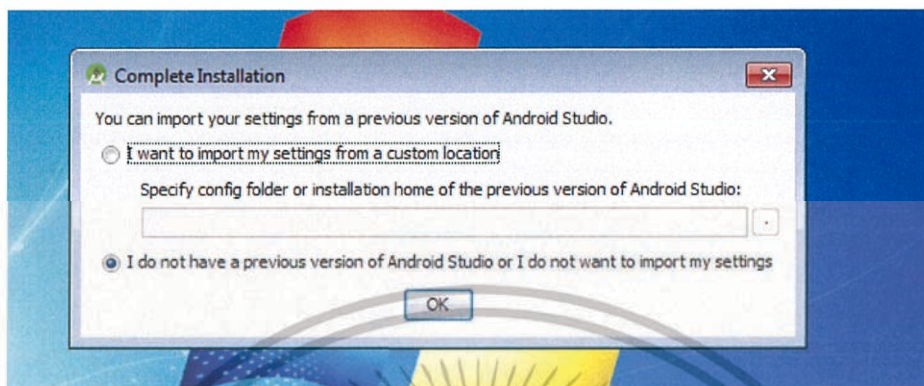 Complete Installation
You can import your settings from a previous version of Android Studio.
I want to import my settings from a custom location
Specify config folder or installation home of the previous version of Android Studio:
I do not have a previous version of Android Studio or I do not want to import my settings
OK